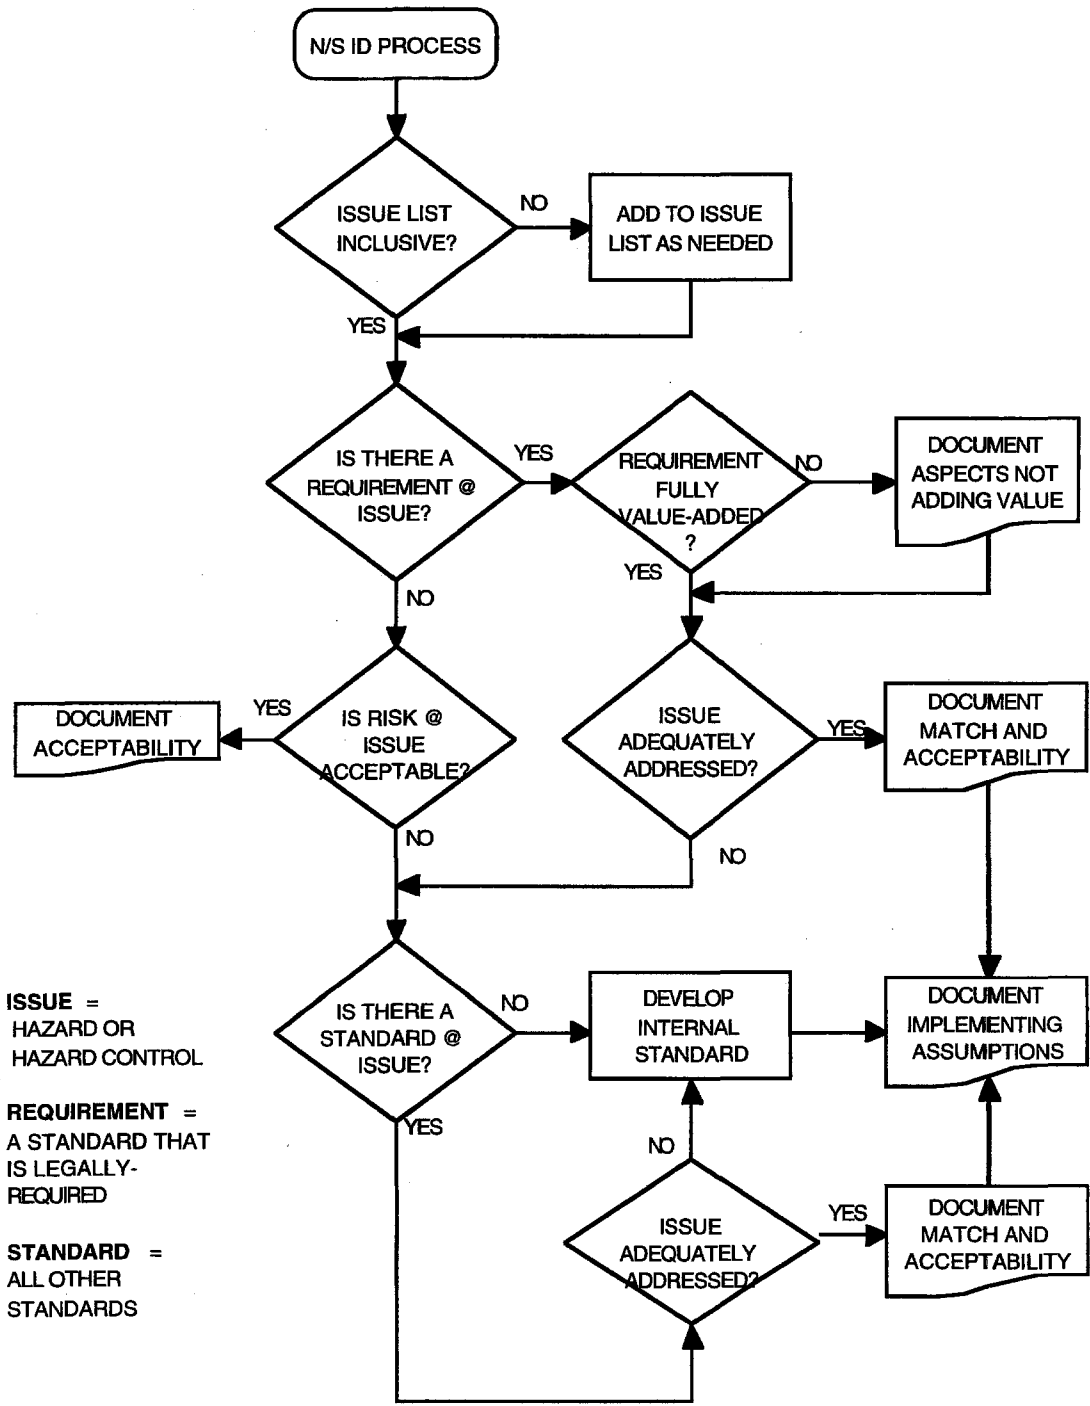 N/S ID PROCESS
ISSUE LIST
INCLUSIVE?
NO
ADD TO ISSUE
LIST AS NEEDED
YES
IS THERE A
REQUIREMENT @
ISSUE?
YES
REQUIREMENT
FULLY
VALUE-ADDED
?
NO
DOCUMENT
ASPECTS NOT
ADDING VALUE
YES
NO
IS RISK @
ISSUE
ACCEPTABLE?
YES
DOCUMENT
ACCEPTABILITY
ISSUE
ADEQUATELY
ADDRESSED?
YES
DOCUMENT
MATCH AND
ACCEPTABILITY
NO
NO
IS THERE A
STANDARD @
ISSUE?
NO
DEVELOP
INTERNAL
STANDARD
DOCUMENT
IMPLEMENTING
ASSUMPTIONS
YES
NO
ISSUE
ADEQUATELY
ADDRESSED?
YES
DOCUMENT
MATCH AND
ACCEPTABILITY
ISSUE =
HAZARD OR
HAZARD CONTROL
REQUIREMENT =
A STANDARD THAT
IS LEGALLY-
REQUIRED
STANDARD =
ALL OTHER
STANDARDS